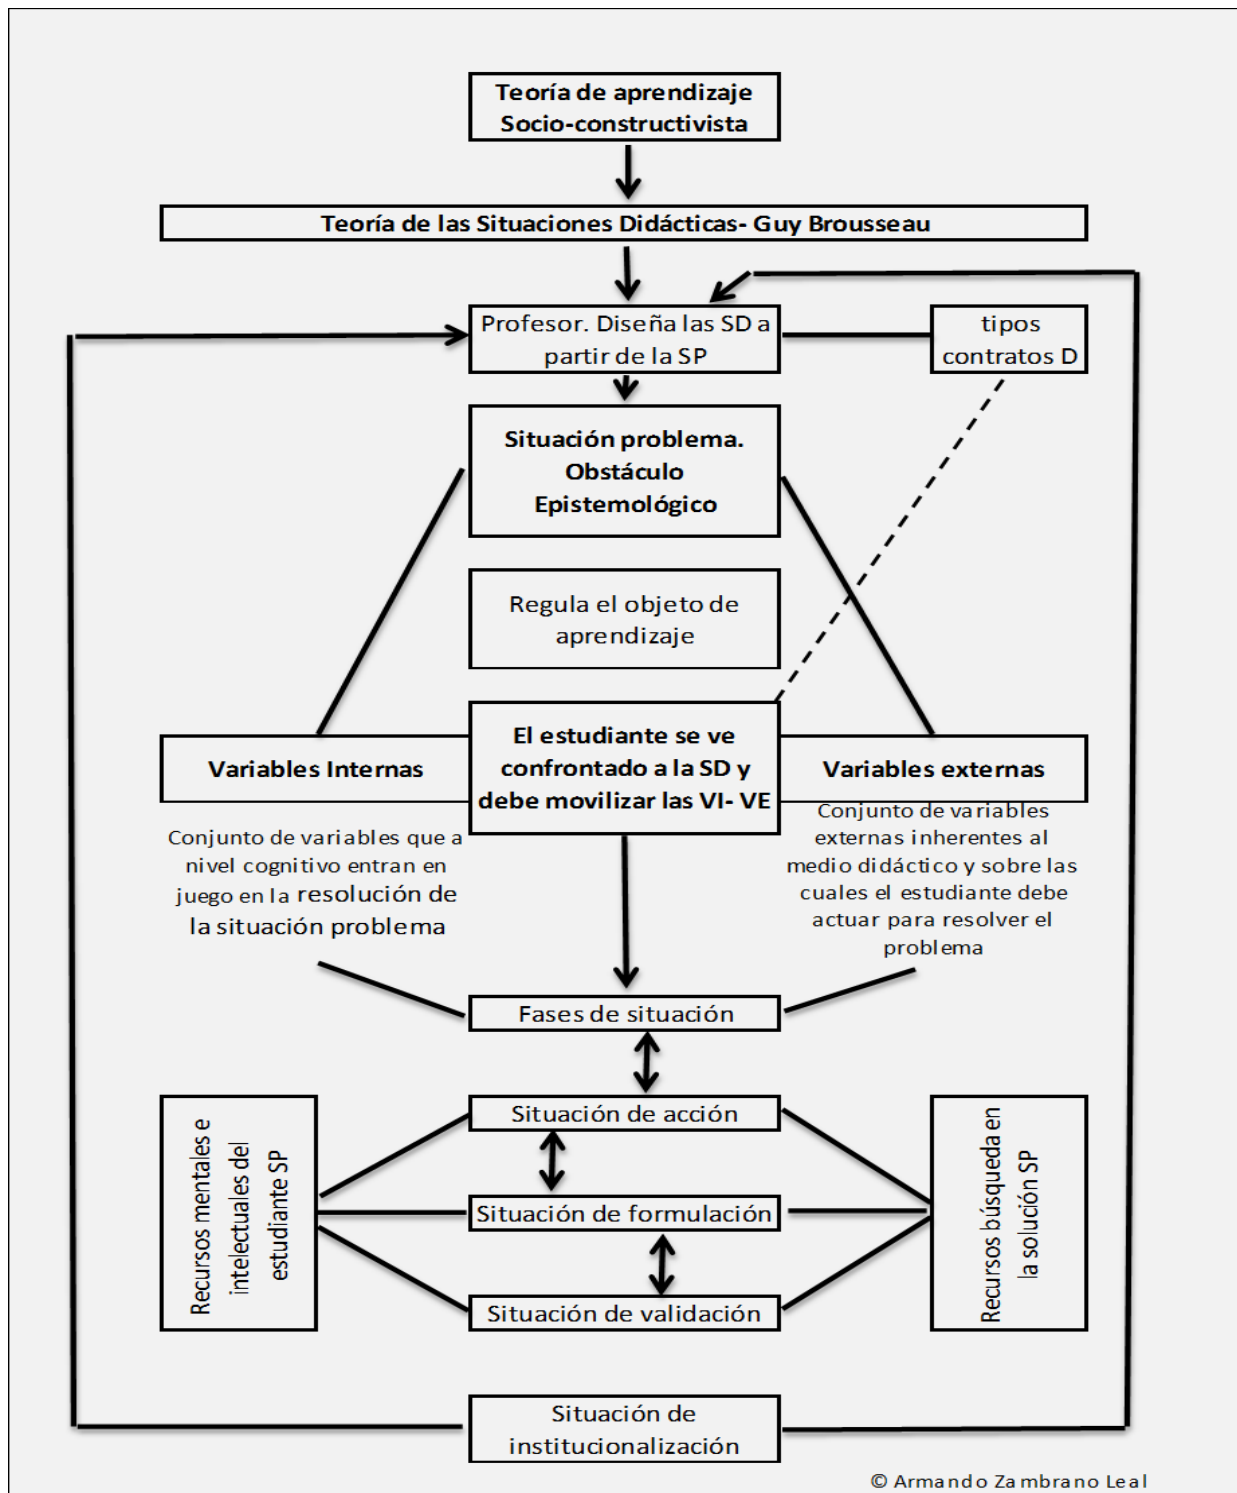 Teoría de aprendizaje
Socio-constructivista
Teoría de las Situaciones Didácticas- Guy Brousseau
Profesor. Diseña las SD a
partir de la SP
tipos
contratos D
Situación problema.
Obstáculo
Epistemológico
Regula el objeto de
aprendizaje
Variables Internas
El estudiante se ve
confrontado a la SD y
debe movilizar las VI- VE
Variables externas
Conjunto de variables que a
nivel cognitivo entran en
juego en la resolución de
la situación problema
Conjunto de variables
externas inherentes al
medio didáctico y sobre las
cuales el estudiante debe
actuar para resolver el
problema
Fases de situación
Recursos mentales e
intelectuales del
estudiante SP
Situación de acción
Situación de formulación
Situación de validación
Recursos búsqueda en
la solución SP
Situación de
institucionalización
© Armando Zambrano Leal